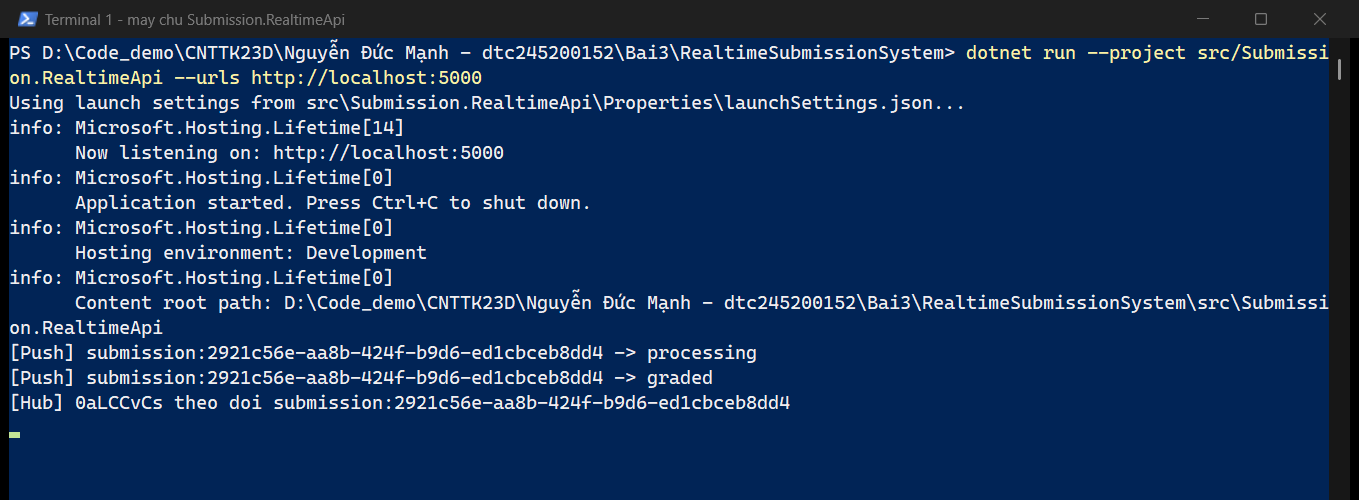 Terminal 1 - may chu Submission.RealtimeApi
PS D:\Code_demo\CNTTK23D\Nguyễn Đức Mạnh - dtc245200152\Bai3\RealtimeSubmissionSystem> dotnet run --project src/Submissi
on.RealtimeApi --urls http://localhost:5000
Using launch settings from src\Submission.RealtimeApi\Properties\launchSettings.json...
info: Microsoft.Hosting.Lifetime[14]
      Now listening on: http://localhost:5000
info: Microsoft.Hosting.Lifetime[0]
      Application started. Press Ctrl+C to shut down.
info: Microsoft.Hosting.Lifetime[0]
      Hosting environment: Development
info: Microsoft.Hosting.Lifetime[0]
      Content root path: D:\Code_demo\CNTTK23D\Nguyễn Đức Mạnh - dtc245200152\Bai3\RealtimeSubmissionSystem\src\Submissi
on.RealtimeApi
[Push] submission:2921c56e-aa8b-424f-b9d6-ed1cbceb8dd4 -> processing
[Push] submission:2921c56e-aa8b-424f-b9d6-ed1cbceb8dd4 -> graded
[Hub] 0aLCCvCs theo doi submission:2921c56e-aa8b-424f-b9d6-ed1cbceb8dd4